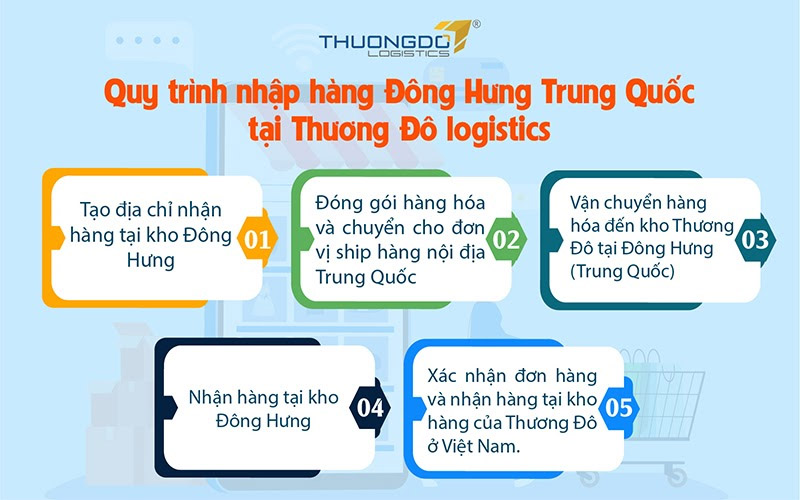 THUONGDO
®
LOGISTICS
Quy trình nhập hàng Đông Hưng Trung Quốc
tại Thương Đô logistics
Tạo địa chỉ nhận
hàng tại kho Đông
Hưng
01
Đóng gói hàng hóa
và chuyển cho đơn
vị ship hàng nội địa
Trung Quốc
02
Vận chuyển hàng
hóa đến kho Thương
Đô tại Đông Hưng
(Trung Quốc)
03
Nhận hàng tại kho
Đông Hưng
04
Xác nhận đơn hàng
và nhận hàng tại kho
hàng của Thương Đô
ở Việt Nam.
05